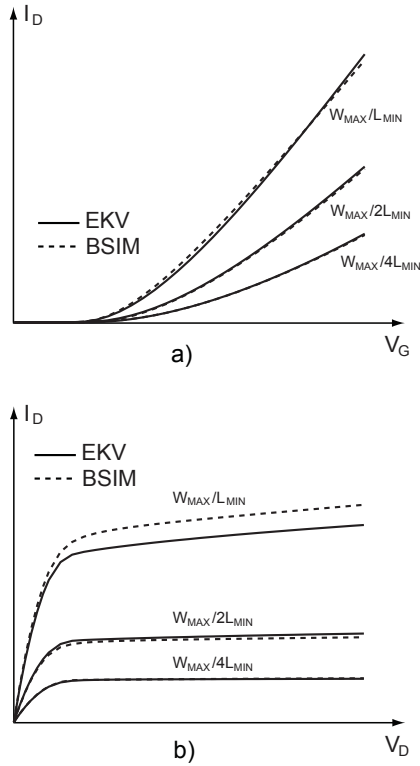 I_D
W_MAX/L_MIN
EKV
BSIM
W_MAX/2L_MIN
W_MAX/4L_MIN
V_G
a)
I_D
EKV
BSIM
W_MAX/L_MIN
W_MAX/2L_MIN
W_MAX/4L_MIN
V_D
b)